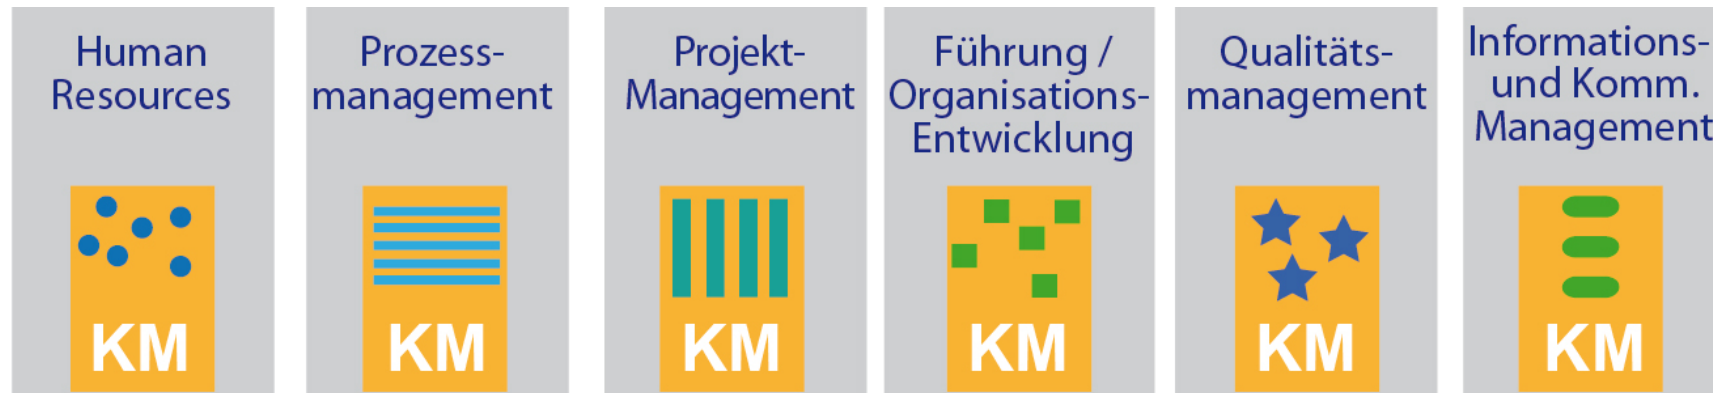 Human
Resources
KM
Prozess-
management
KM
Projekt-
Management
KM
Führung /
Organisations-
Entwicklung
KM
Qualitäts-
management
KM
Informations-
und Komm.
Management
KM